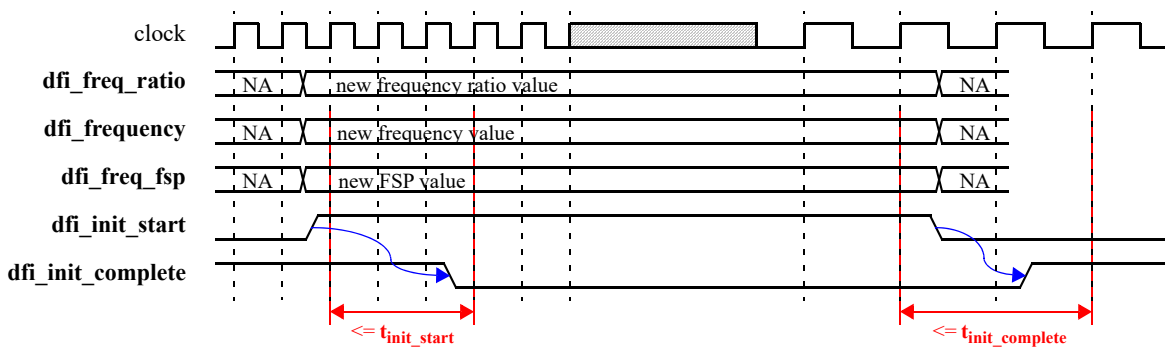 clock
dfi_freq_ratio NA new frequency ratio value NA
dfi_frequency NA new frequency value NA
dfi_freq_fsp NA new FSP value NA
dfi_init_start
dfi_init_complete
<= tinit_start <= tinit_complete